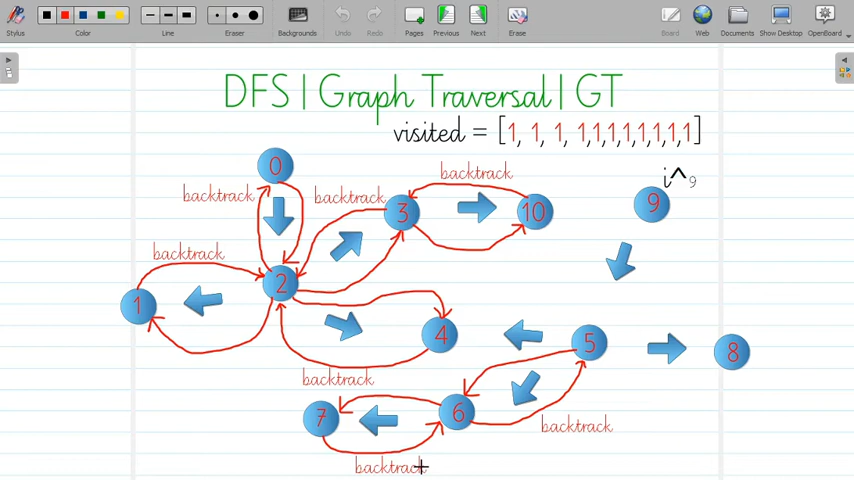 Stylus
Color
Line
Eraser
Backgrounds
Undo
Redo
Pages
Previous
Next
Erase
Board
Web
Documents
Show Desktop
OpenBoard
DFS | Graph Traversal | GT
visited = [1, 1, 1, 1,1,1,1,1,1,1,1]
0
backtrack
backtrack
backtrack
3
10
9
i^9
backtrack
2
1
4
5
8
backtrack
7
6
backtrack
backtrack